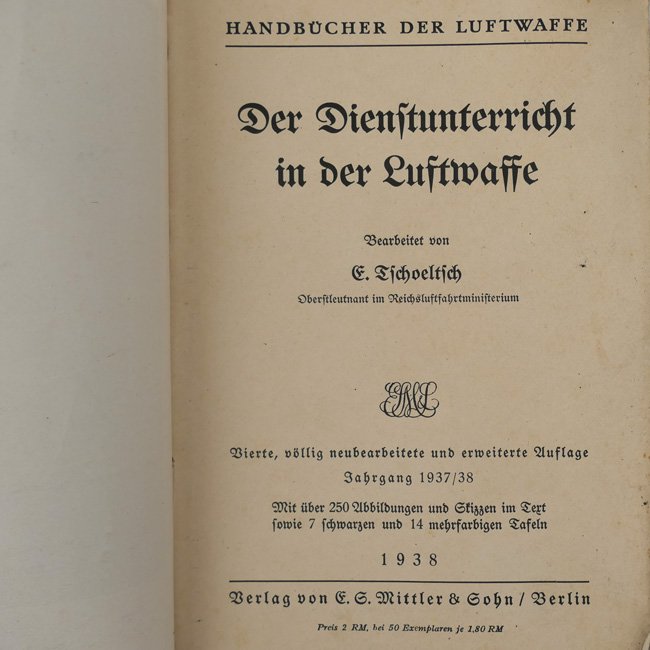 HANDBÜCHER DER LUFTWAFFE
Der Dienstunterricht
in der Luftwaffe
Bearbeitet von
E. Tschoeltsch
Oberstleutnant im Reichsluftfahrtministerium
Vierte, völlig neubearbeitete und erweiterte Auflage
Jahrgang 1937/38
Mit über 250 Abbildungen und Skizzen im Text
sowie 7 schwarzen und 14 mehrfarbigen Tafeln
1938
Verlag von E. S. Mittler & Sohn / Berlin
Preis 2 RM, bei 50 Exemplaren je 1,80 RM